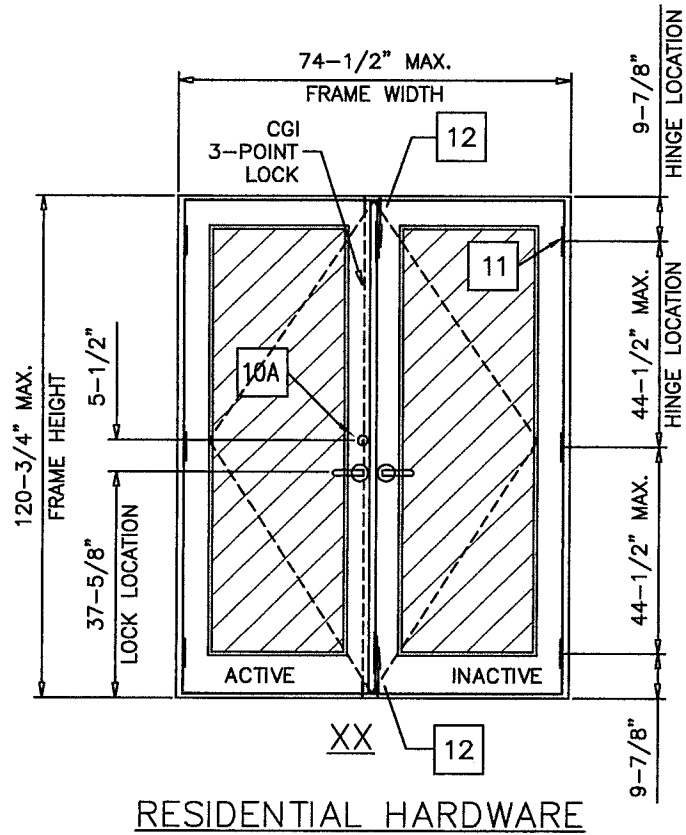 74-1/2" MAX.
FRAME WIDTH
CGI
3-POINT
LOCK
12
9-7/8"
HINGE LOCATION
11
44-1/2" MAX.
HINGE LOCATION
120-3/4" MAX.
FRAME HEIGHT
5-1/2"
10A
37-5/8"
LOCK LOCATION
44-1/2" MAX.
ACTIVE
INACTIVE
XX
12
9-7/8"
RESIDENTIAL HARDWARE